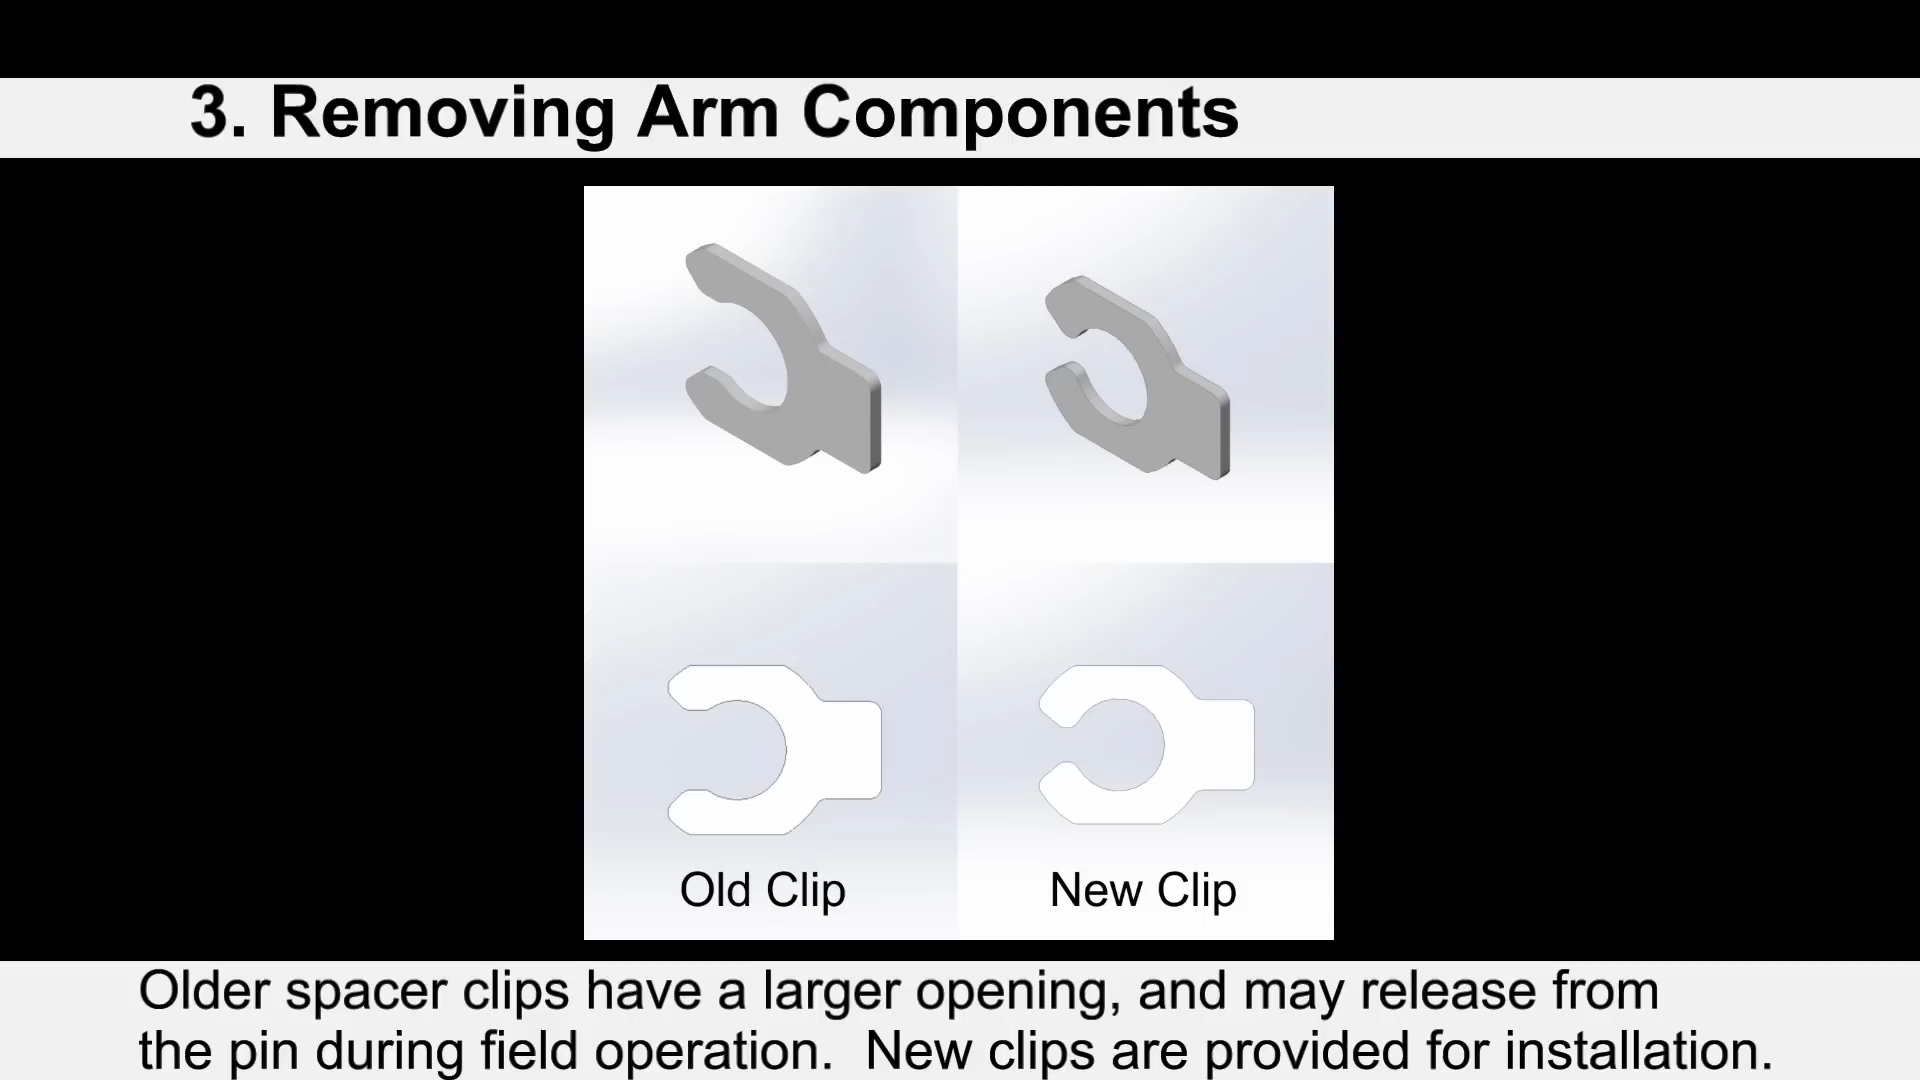 3. Removing Arm Components
Old Clip
New Clip
Older spacer clips have a larger opening, and may release from
the pin during field operation.  New clips are provided for installation.